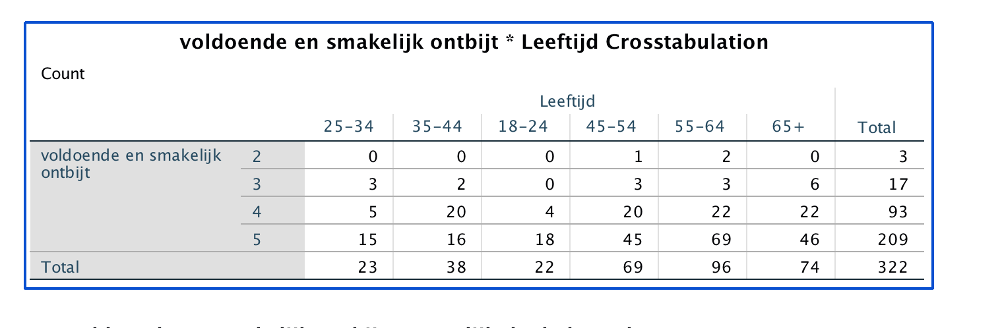 voldoende en smakelijk ontbijt * Leeftijd Crosstabulation
Count
Leeftijd
25–34 35–44 18–24 45–54 55–64 65+ Total
voldoende en smakelijk ontbijt 2 0 0 0 1 2 0 3
3 3 2 0 3 3 6 17
4 5 20 4 20 22 22 93
5 15 16 18 45 69 46 209
Total 23 38 22 69 96 74 322